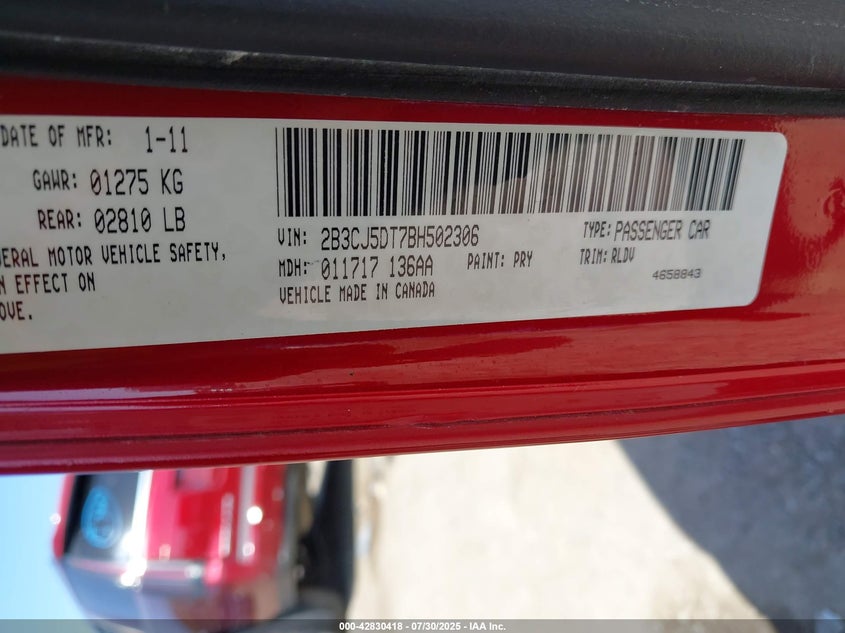 DATE OF MFR: 1-11
GAWR: 01275 KG
REAR: 02810 LB
MOTOR VEHICLE SAFETY,
EFFECT ON
VIN: 2B3CJ5DT7BH502306
TYPE: PASSENGER CAR
MDH: 011717 136AA
PAINT: PRY
TRIM: RLDV
VEHICLE MADE IN CANADA
4658843
000-42830418 - 07/30/2025 - IAA Inc.